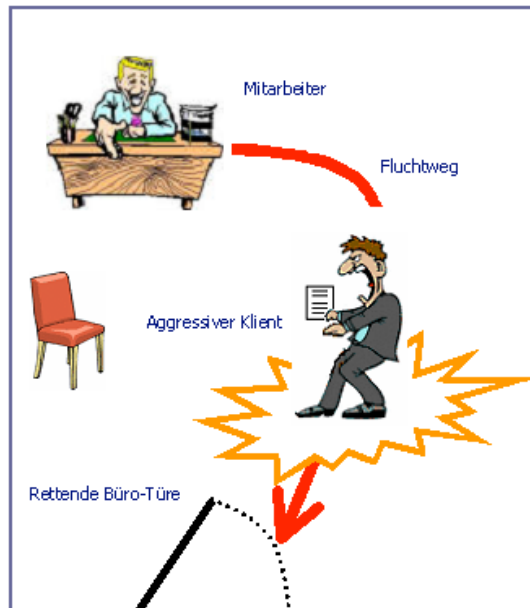 Mitarbeiter
Fluchtweg
Aggressiver Klient
Rettende Büro-Türe